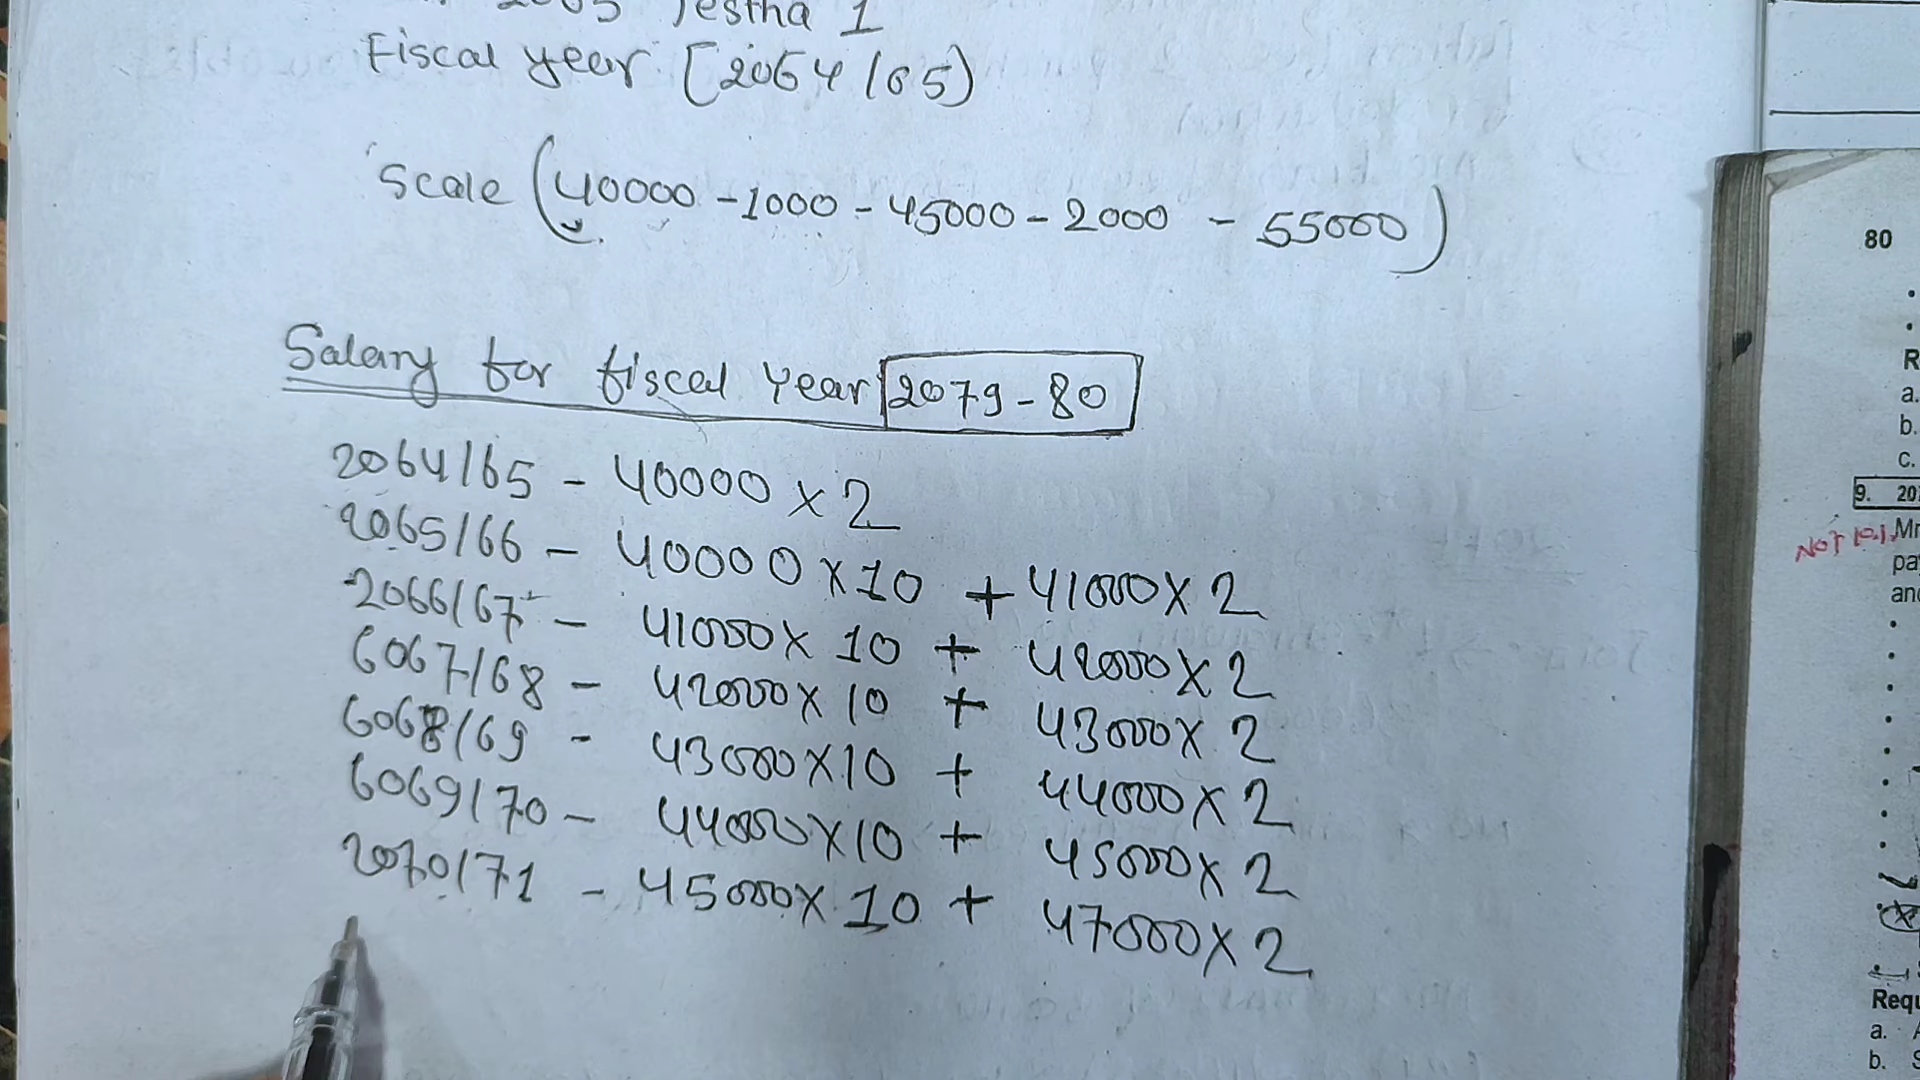 2065 Jestha 1
Fiscal year [2064/65)
Scale (40000 - 1000 - 45000 - 2000 - 55000)
Salary for fiscal Year 2079-80
2064/65 - 40000 x 2
2065/66 - 40000 x 10 + 41000 x 2
2066/67 - 41000 x 10 + 42000 x 2
6067/68 - 42000 x 10 + 43000 x 2
6068/69 - 43000 x 10 + 44000 x 2
6069/70 - 44000 x 10 + 45000 x 2
2070/71 - 45000 x 10 + 47000 x 2
80
R
a.
b.
c.
9. 20
NOT
Mr
pa
and
Requ
a. A
b. S